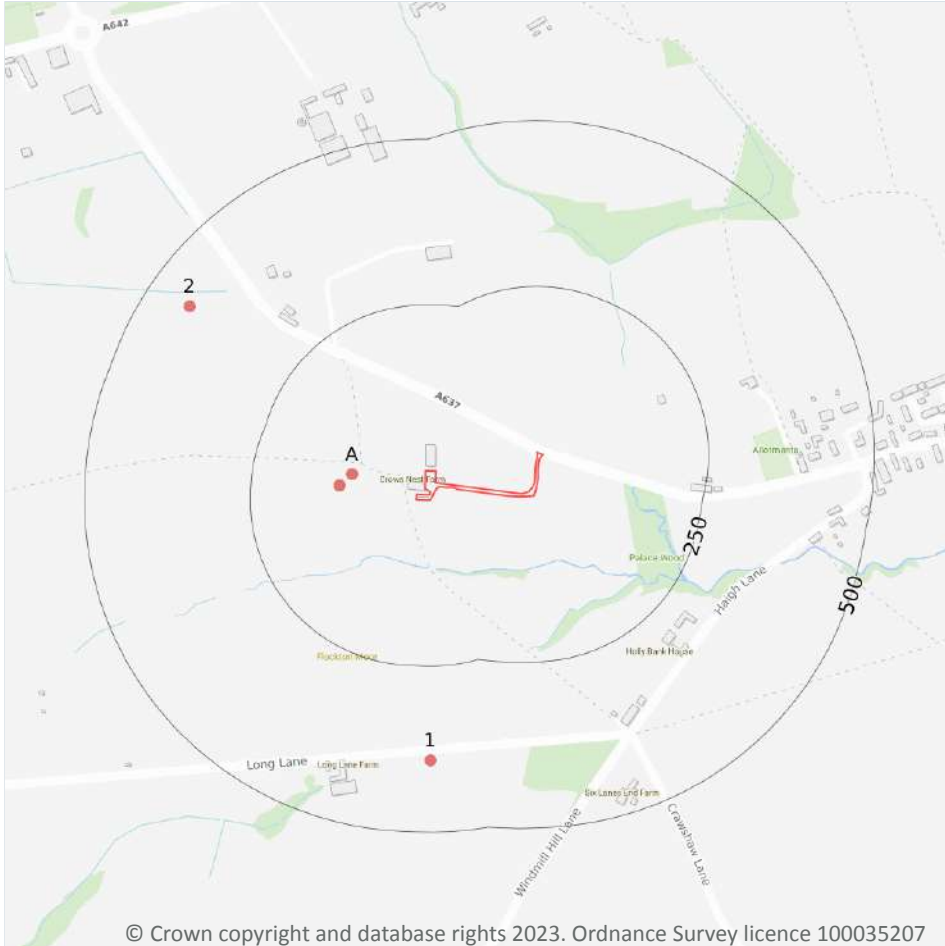 A642
2
A637
A
Allotments
Crows Nest Farm
250
Palace Wood
Haigh Lane
500
Holly Bank House
Flockton Moor
1
Long Lane
Long Lane Farm
Six Lanes End Farm
Windmill Hill Lane
Crawshaw Lane
© Crown copyright and database rights 2023. Ordnance Survey licence 100035207